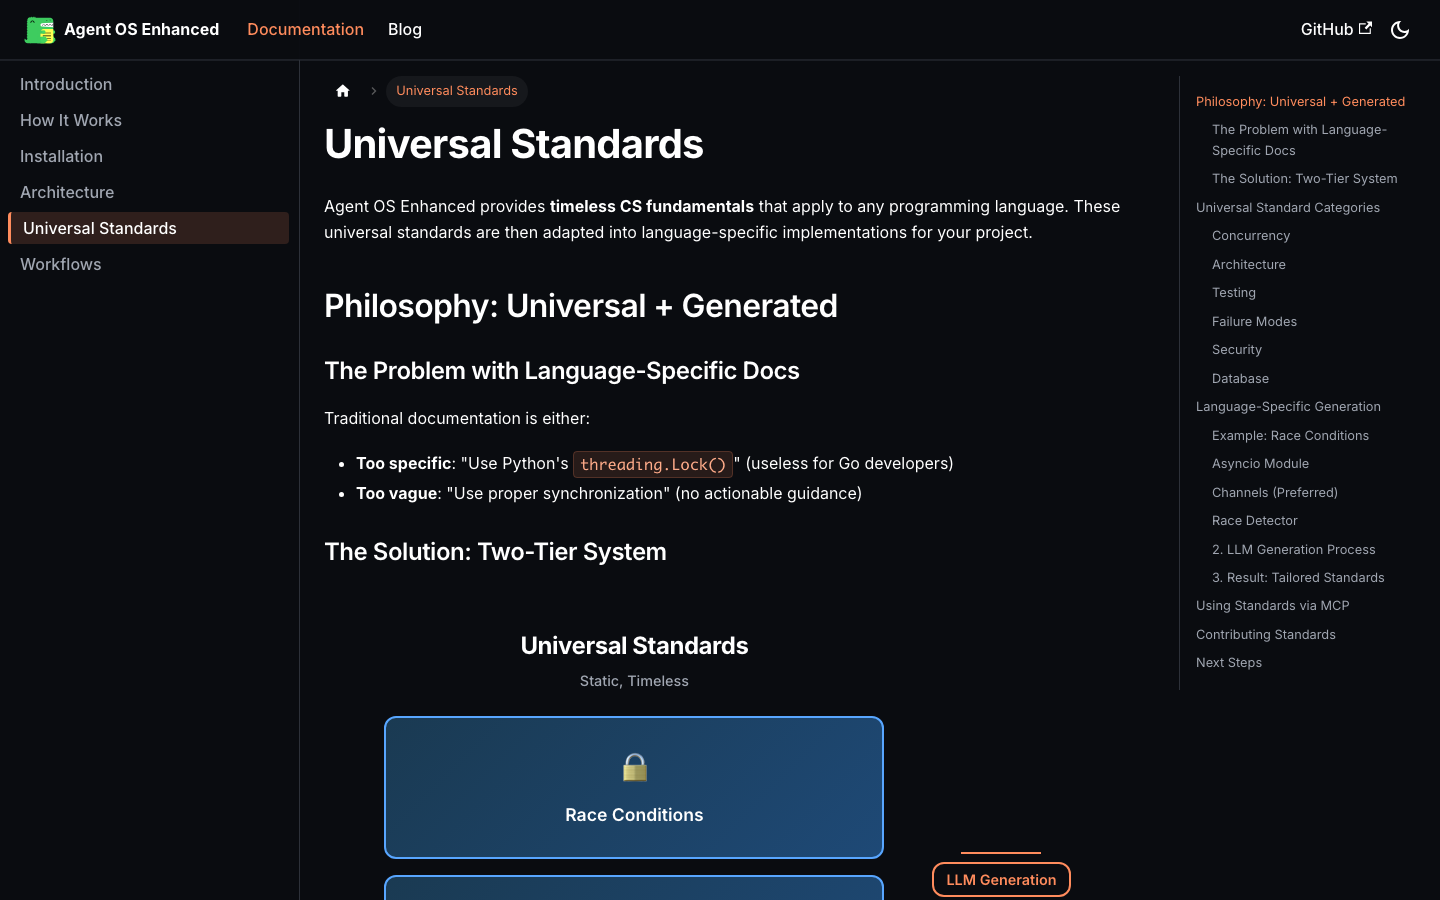 Agent OS Enhanced
Documentation
Blog
GitHub
Introduction
How It Works
Installation
Architecture
Universal Standards
Workflows
Universal Standards
Universal Standards
Agent OS Enhanced provides timeless CS fundamentals that apply to any programming language. These
universal standards are then adapted into language-specific implementations for your project.
Philosophy: Universal + Generated
The Problem with Language-Specific Docs
Traditional documentation is either:
Too specific: "Use Python's threading.Lock()" (useless for Go developers)
Too vague: "Use proper synchronization" (no actionable guidance)
The Solution: Two-Tier System
Universal Standards
Static, Timeless
Race Conditions
LLM Generation
Philosophy: Universal + Generated
The Problem with Language-
Specific Docs
The Solution: Two-Tier System
Universal Standard Categories
Concurrency
Architecture
Testing
Failure Modes
Security
Database
Language-Specific Generation
Example: Race Conditions
Asyncio Module
Channels (Preferred)
Race Detector
2. LLM Generation Process
3. Result: Tailored Standards
Using Standards via MCP
Contributing Standards
Next Steps